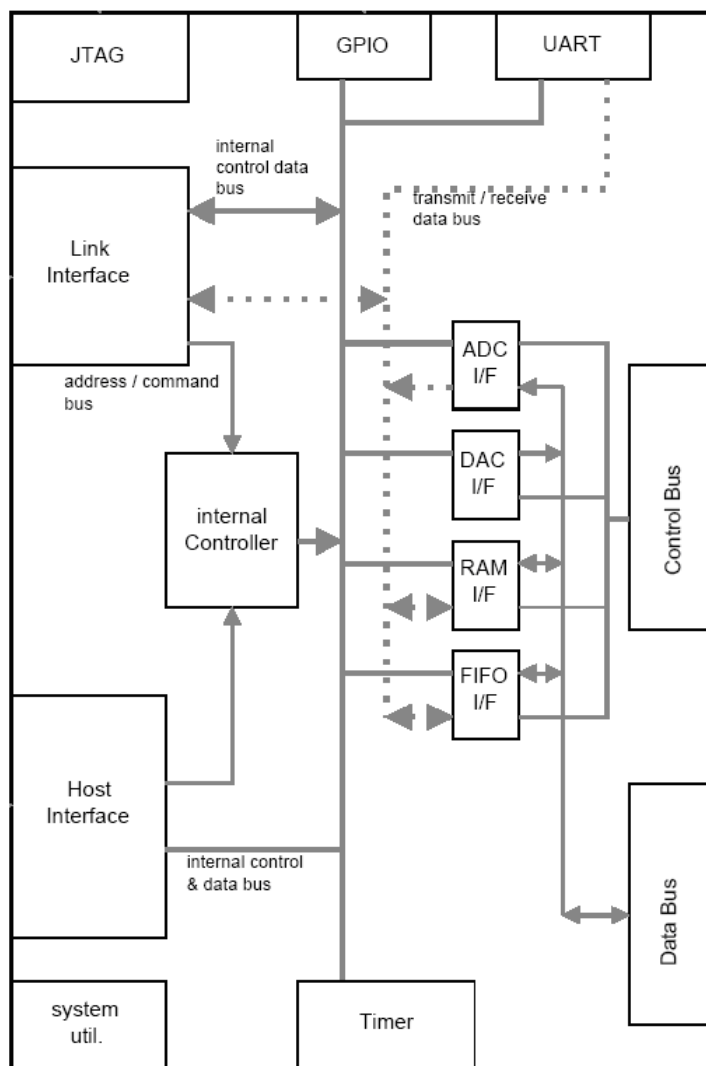 JTAG
GPIO
UART
internal
control data
bus
transmit / receive
data bus
Link
Interface
ADC
I/F
address / command
bus
DAC
I/F
internal
Controller
Control Bus
RAM
I/F
FIFO
I/F
Host
Interface
internal control
& data bus
Data Bus
system
util.
Timer